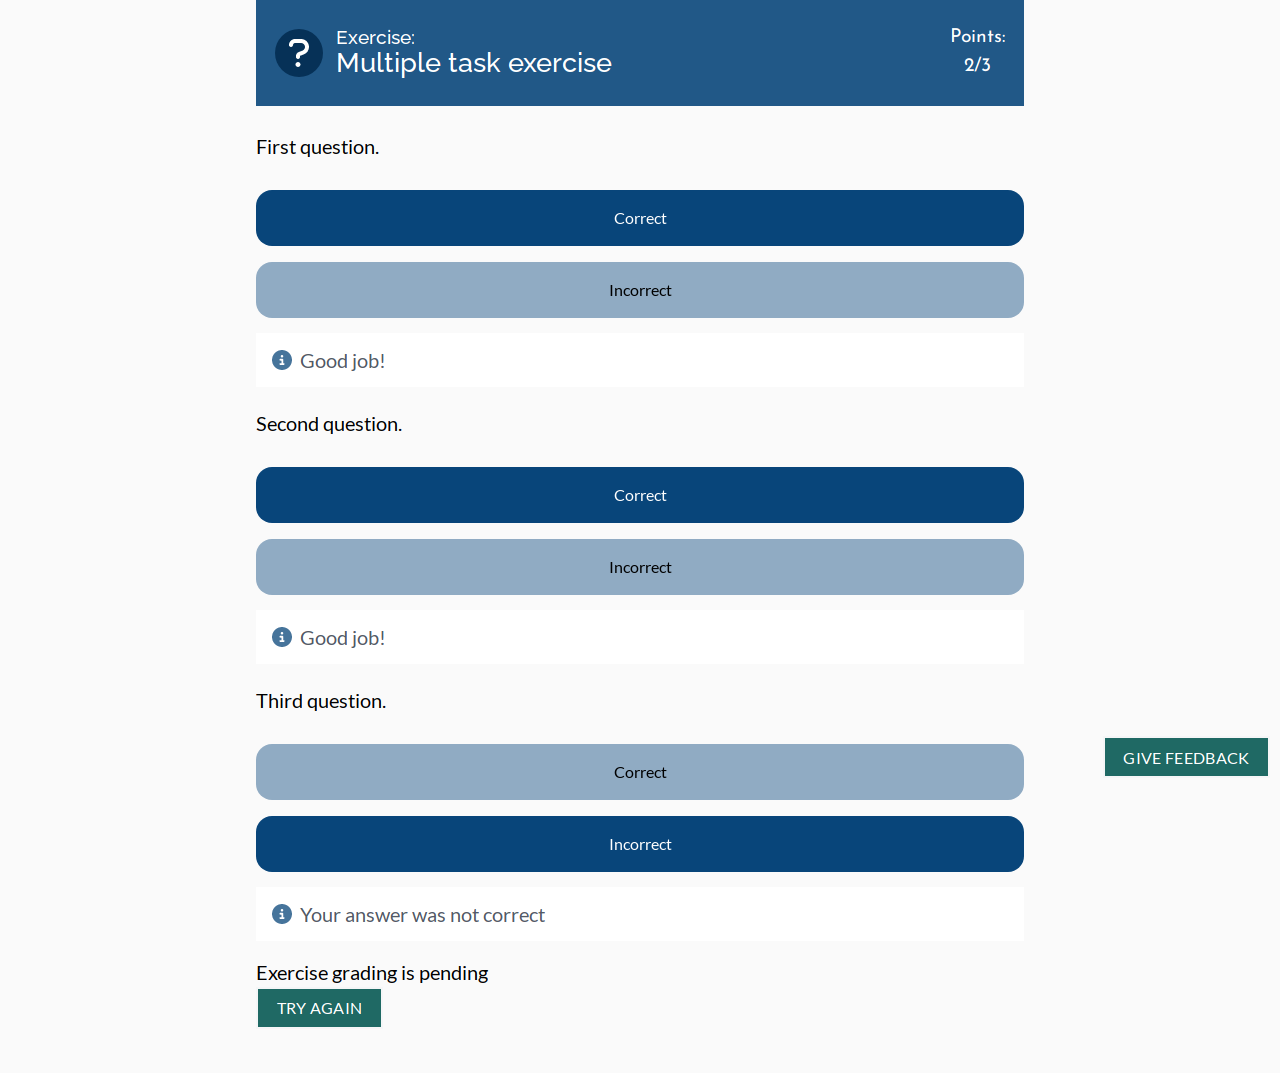 Exercise:
Multiple task exercise
Points:
2/3
First question.
Correct
Incorrect
Good job!
Second question.
Correct
Incorrect
Good job!
Third question.
Correct
GIVE FEEDBACK
Incorrect
Your answer was not correct
Exercise grading is pending
TRY AGAIN